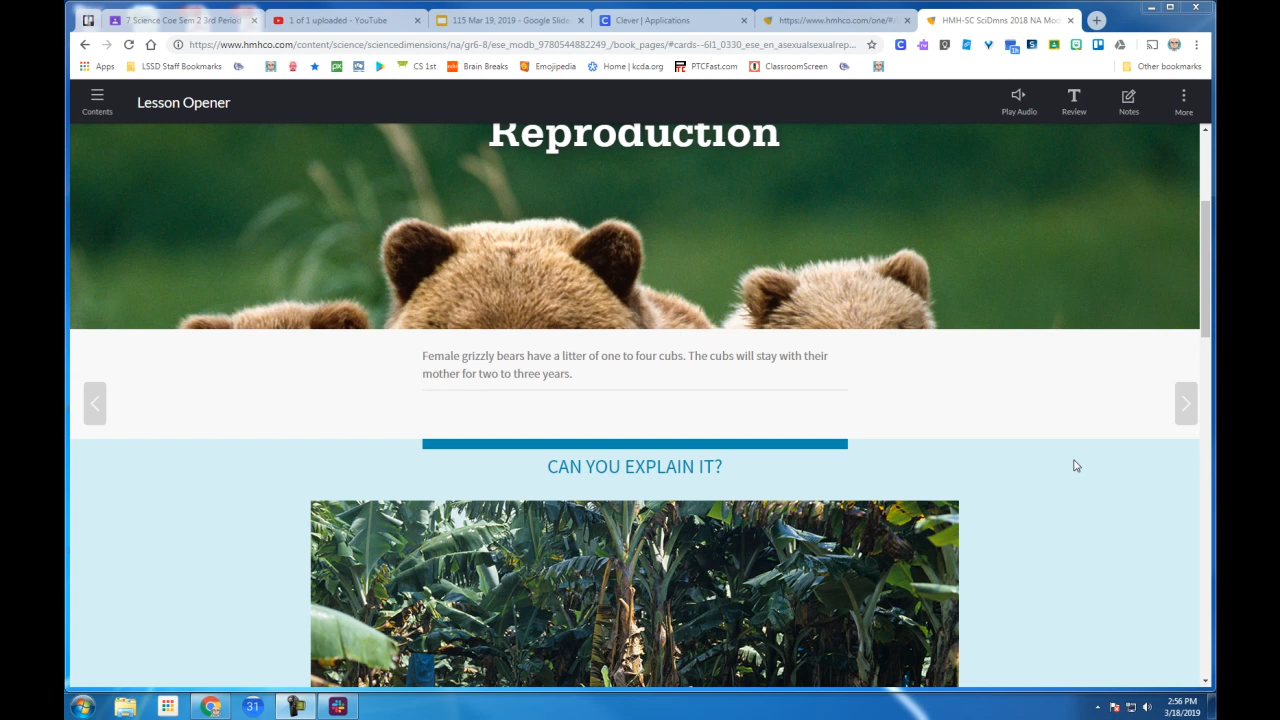 7 Science Coe Sem 2 3rd Period
1 of 1 uploaded - YouTube
115 Mar 19, 2019 - Google Slide
Clever | Applications
https://www.hmhco.com/one/#/
HMH-SC SciDmns 2018 NA Mod
https://www.hmhco.com/content/science/sciencedimensions/na/gr6-8/ese_modb_9780544882249_/book_pages/#cards--6I1_0330_ese_en_asexualsexualrep...
Apps
LSSD Staff Bookmarks
CS 1st
Brain Breaks
Emojipedia
Home | kcda.org
PTCFast.com
ClassroomScreen
Other bookmarks
Contents
Lesson Opener
Play Audio
Review
Notes
More
Reproduction
Female grizzly bears have a litter of one to four cubs. The cubs will stay with their
mother for two to three years.
CAN YOU EXPLAIN IT?
31
2:56 PM
3/18/2019